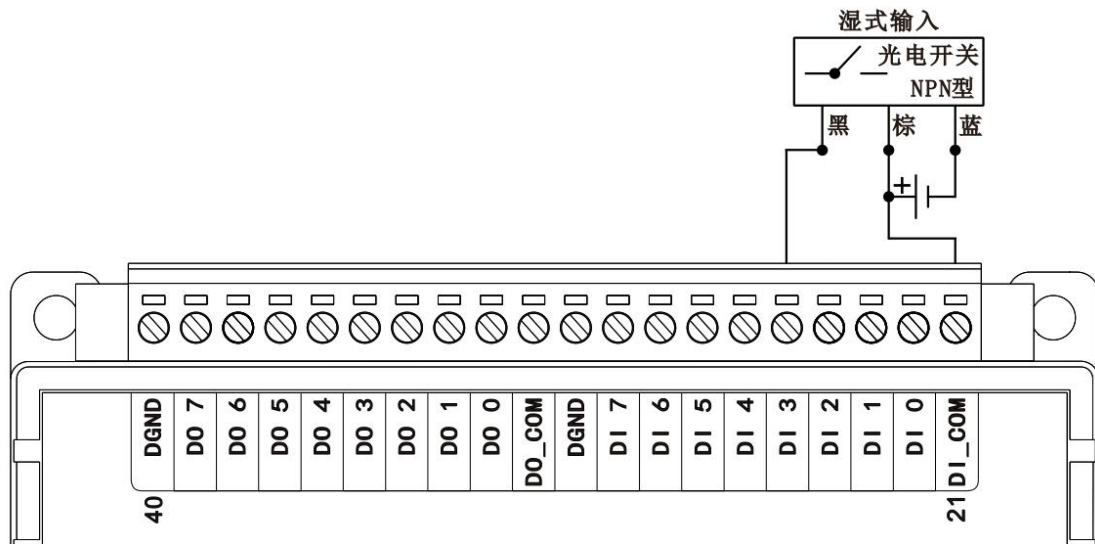 湿式输入
光电开关
NPN型
黑
棕
蓝
+
DGND
DO 7
DO 6
DO 5
DO 4
DO 3
DO 2
DO 1
DO 0
DO_COM
DGND
DI 7
DI 6
DI 5
DI 4
DI 3
DI 2
DI 1
DI 0
DI_COM
40
21